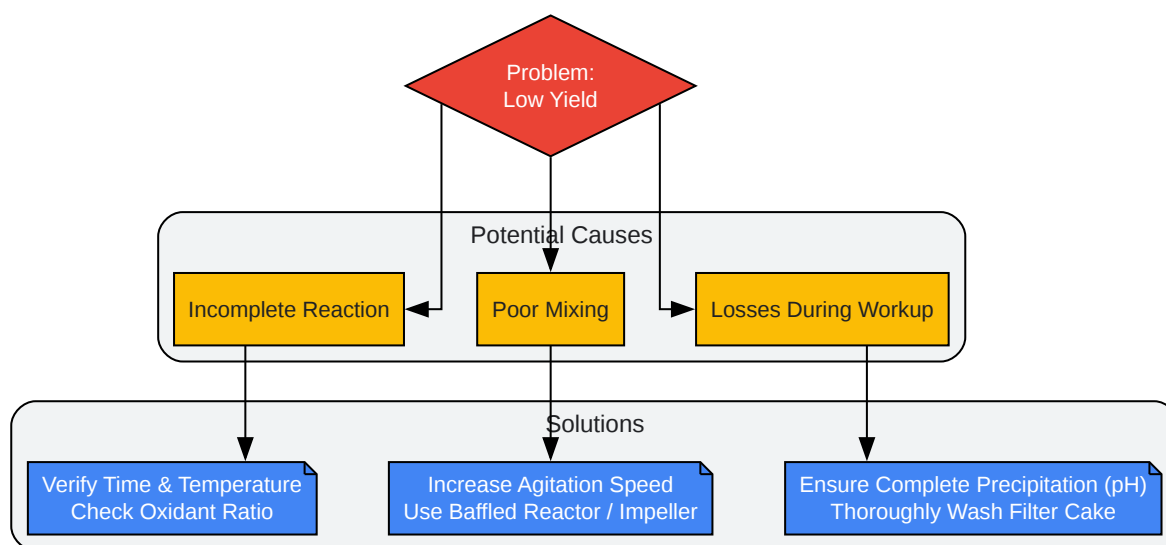 Problem:
Low Yield
Potential Causes
Incomplete Reaction
Poor Mixing
Losses During Workup
Solutions
Verify Time & Temperature
Check Oxidant Ratio
Increase Agitation Speed
Use Baffled Reactor / Impeller
Ensure Complete Precipitation (pH)
Thoroughly Wash Filter Cake